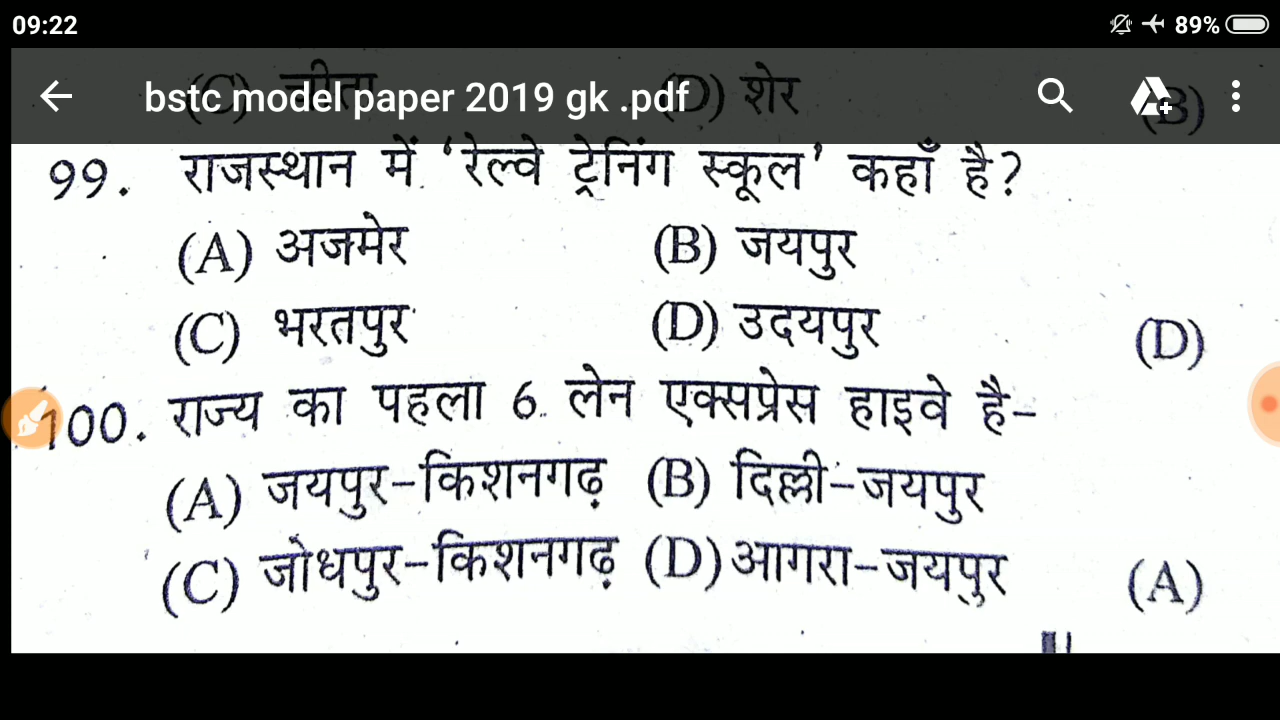 09:22 89%
(C) चीता (D) शेर (B)
bstc model paper 2019 gk .pdf
99. राजस्थान में 'रेल्वे ट्रेनिंग स्कूल' कहाँ है?
(A) अजमेर (B) जयपुर
(C) भरतपुर (D) उदयपुर (D)
100. राज्य का पहला 6 लेन एक्सप्रेस हाइवे है–
(A) जयपुर–किशनगढ़ (B) दिल्ली–जयपुर
(C) जोधपुर–किशनगढ़ (D) आगरा–जयपुर (A)